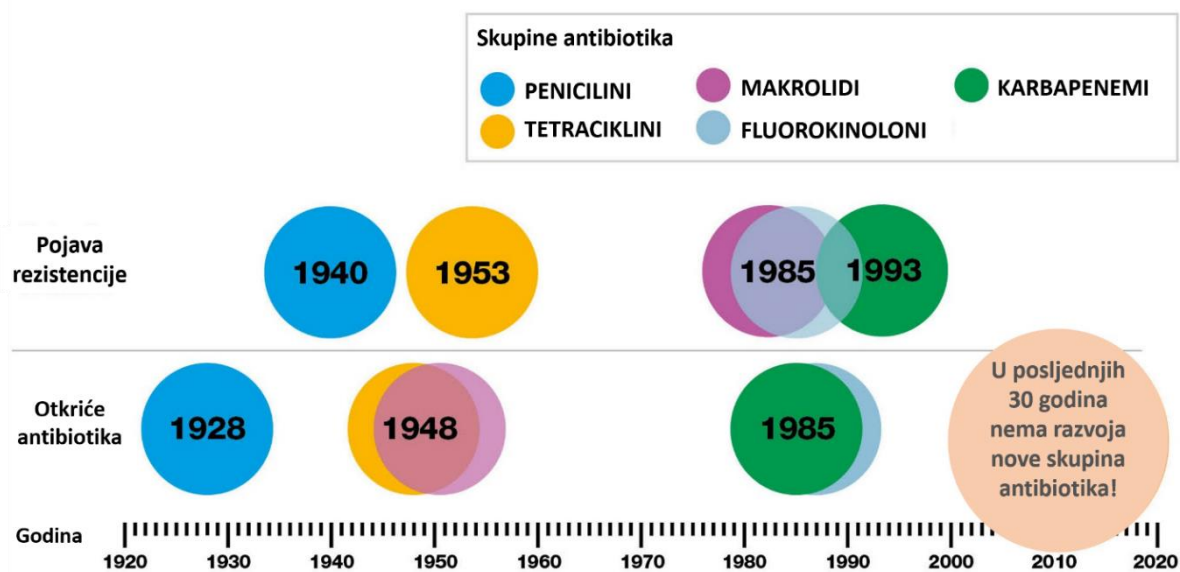 Skupine antibiotika
PENICILINI
MAKROLIDI
KARBAPENEMI
TETRACIKLINI
FLUOROKINOLONI
Pojava
rezistencije
1940
1953
1985
1993
Otkriće
antibiotika
1928
1948
1985
U posljednjih
30 godina
nema razvoja
nove skupina
antibiotika!
Godina
1920 1930 1940 1950 1960 1970 1980 1990 2000 2010 2020